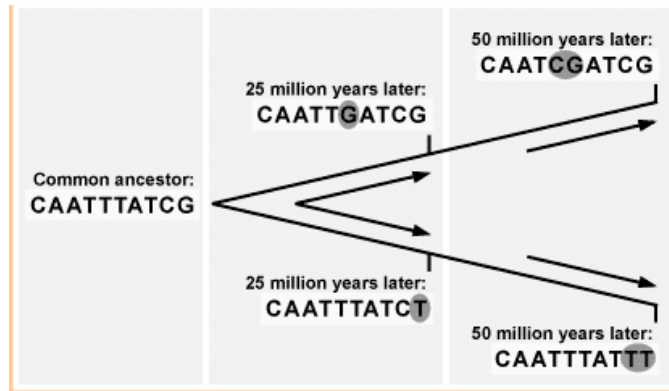 Common ancestor:
CAATTTATCG
25 million years later:
CAATTGATCG
25 million years later:
CAATTTATCT
50 million years later:
CAATCGATCG
50 million years later:
CAATTTATTT